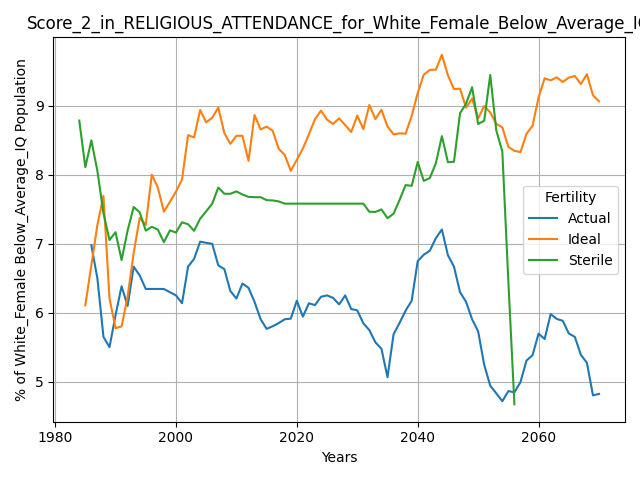 Score_2_in_RELIGIOUS_ATTENDANCE_for_White_Female_Below_Average_IQ
% of White_Female Below_Average_IQ Population
9
8
7
6
5
Fertility
Actual
Ideal
Sterile
1980 2000 2020 2040 2060
Years